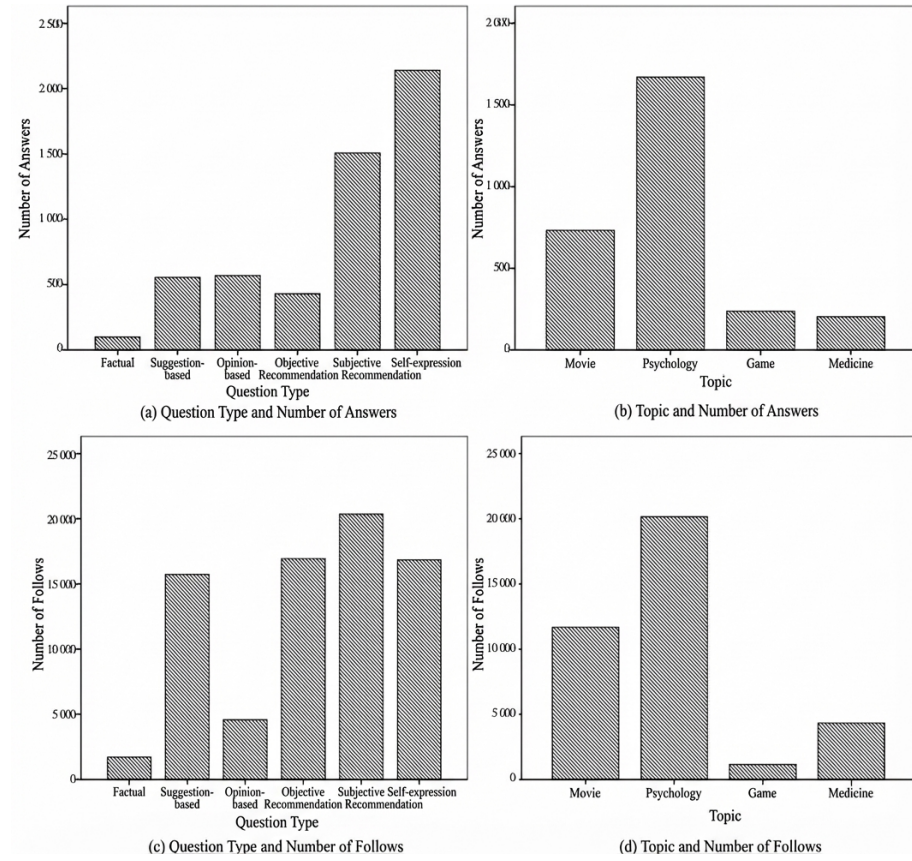 2 500
2 000
1 500
1 000
500
0
Number of Answers
Factual
Suggestion-
based
Opinion-
based
Objective
Recommendation
Subjective
Recommendation
Self-expression
Question Type
(a) Question Type and Number of Answers
1 500
1 000
500
0
Number of Answers
Movie
Psychology
Game
Medicine
Topic
(b) Topic and Number of Answers
25 000
20 000
15 000
10 000
5 000
0
Number of Follows
Factual
Suggestion-
based
Opinion-
based
Objective
Recommendation
Subjective
Recommendation
Self-expression
Question Type
(c) Question Type and Number of Follows
25 000
20 000
15 000
10 000
5 000
0
Number of Follows
Movie
Psychology
Game
Medicine
Topic
(d) Topic and Number of Follows